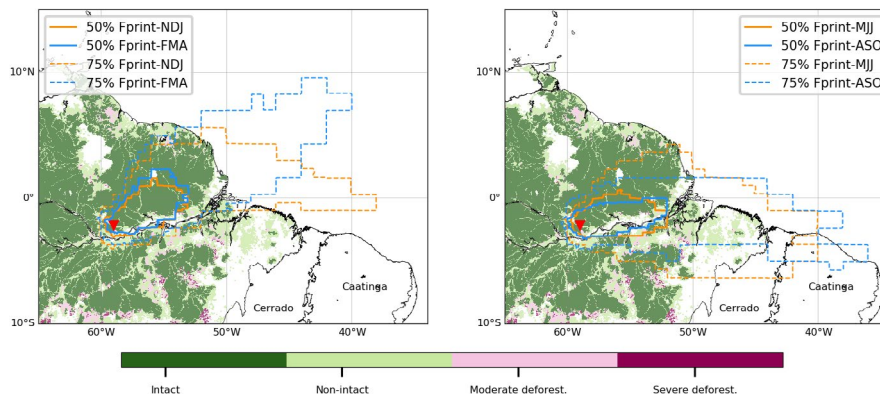 50% Fprint-NDJ
50% Fprint-FMA
75% Fprint-NDJ
75% Fprint-FMA
50% Fprint-MJJ
50% Fprint-ASO
75% Fprint-MJJ
75% Fprint-ASO
10°N
0°
10°S
60°W
50°W
40°W
Cerrado
Caatinga
10°N
0°
10°S
60°W
50°W
40°W
Cerrado
Caatinga
Intact
Non-intact
Moderate deforest.
Severe deforest.